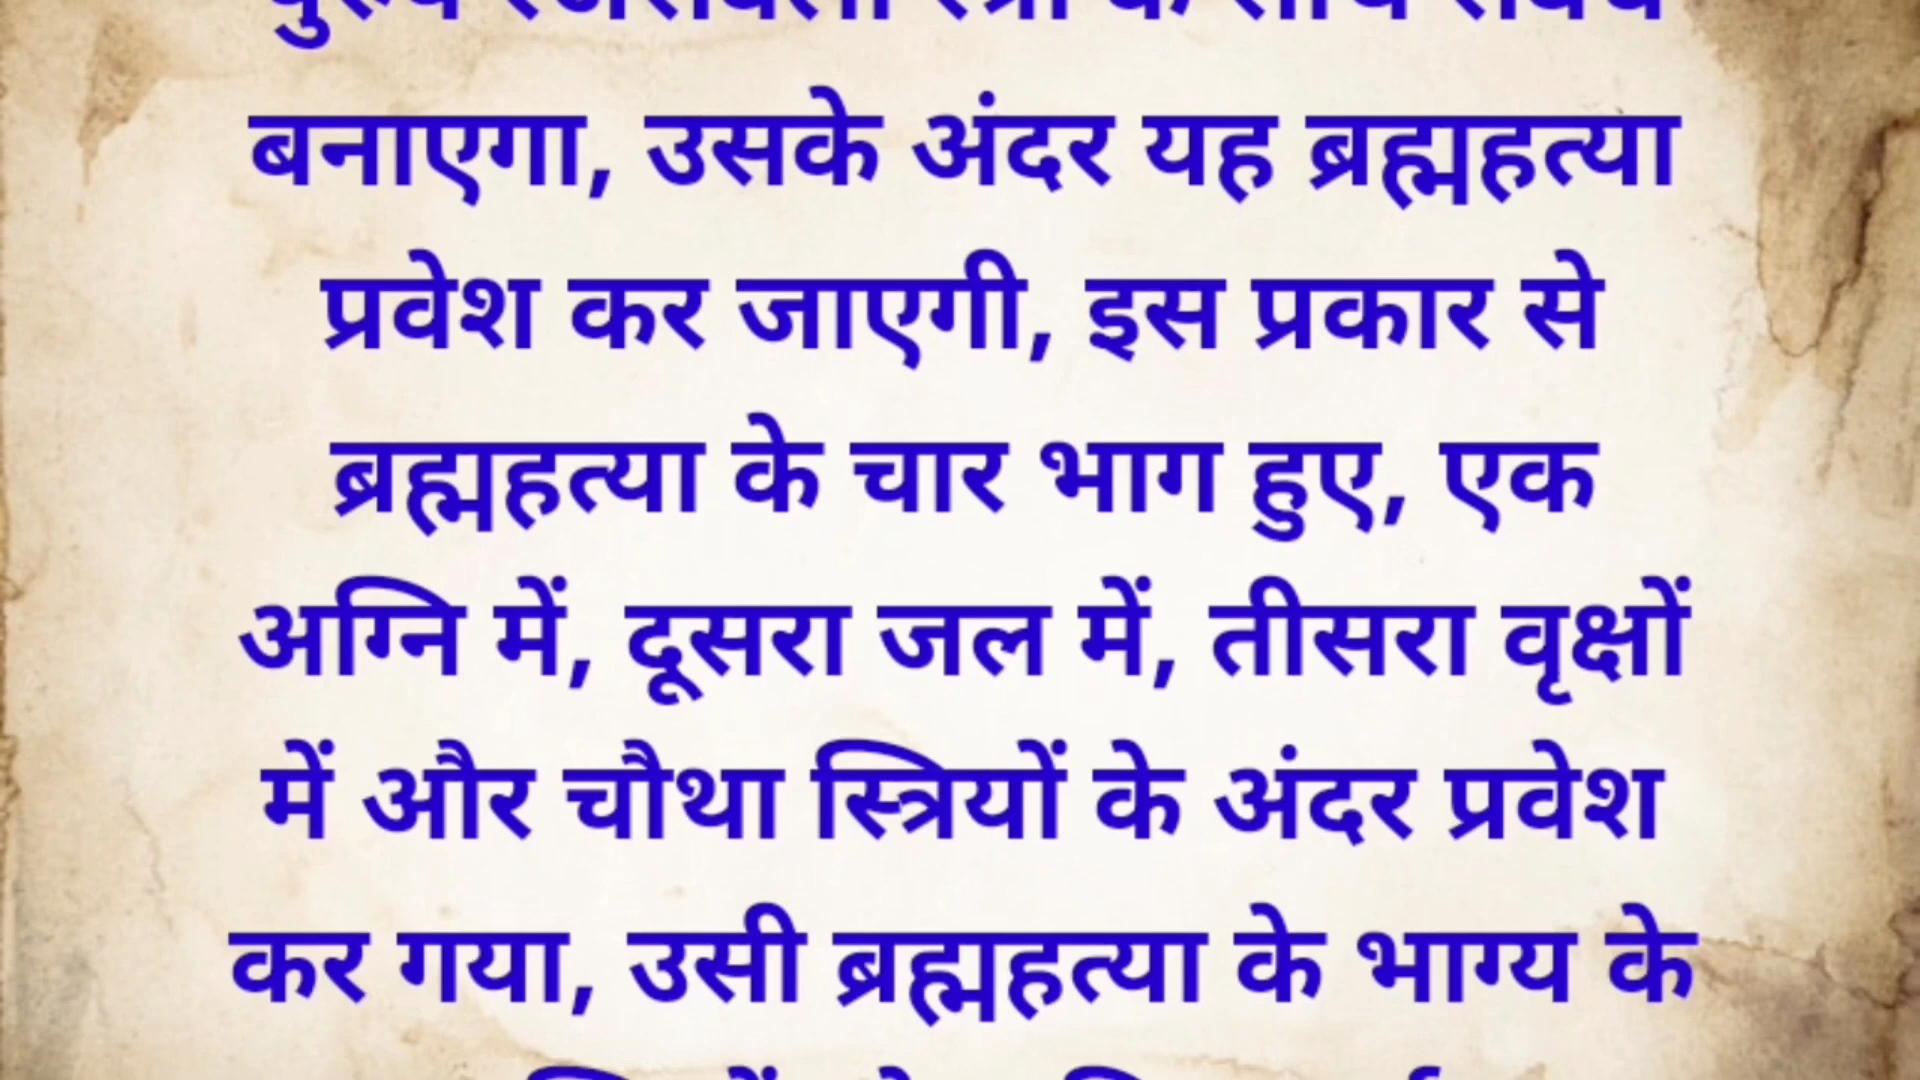 बनाएगा, उसके अंदर यह ब्रह्महत्या
प्रवेश कर जाएगी, इस प्रकार से
ब्रह्महत्या के चार भाग हुए, एक
अग्नि में, दूसरा जल में, तीसरा वृक्षों
में और चौथा स्त्रियों के अंदर प्रवेश
कर गया, उसी ब्रह्महत्या के भाग्य के